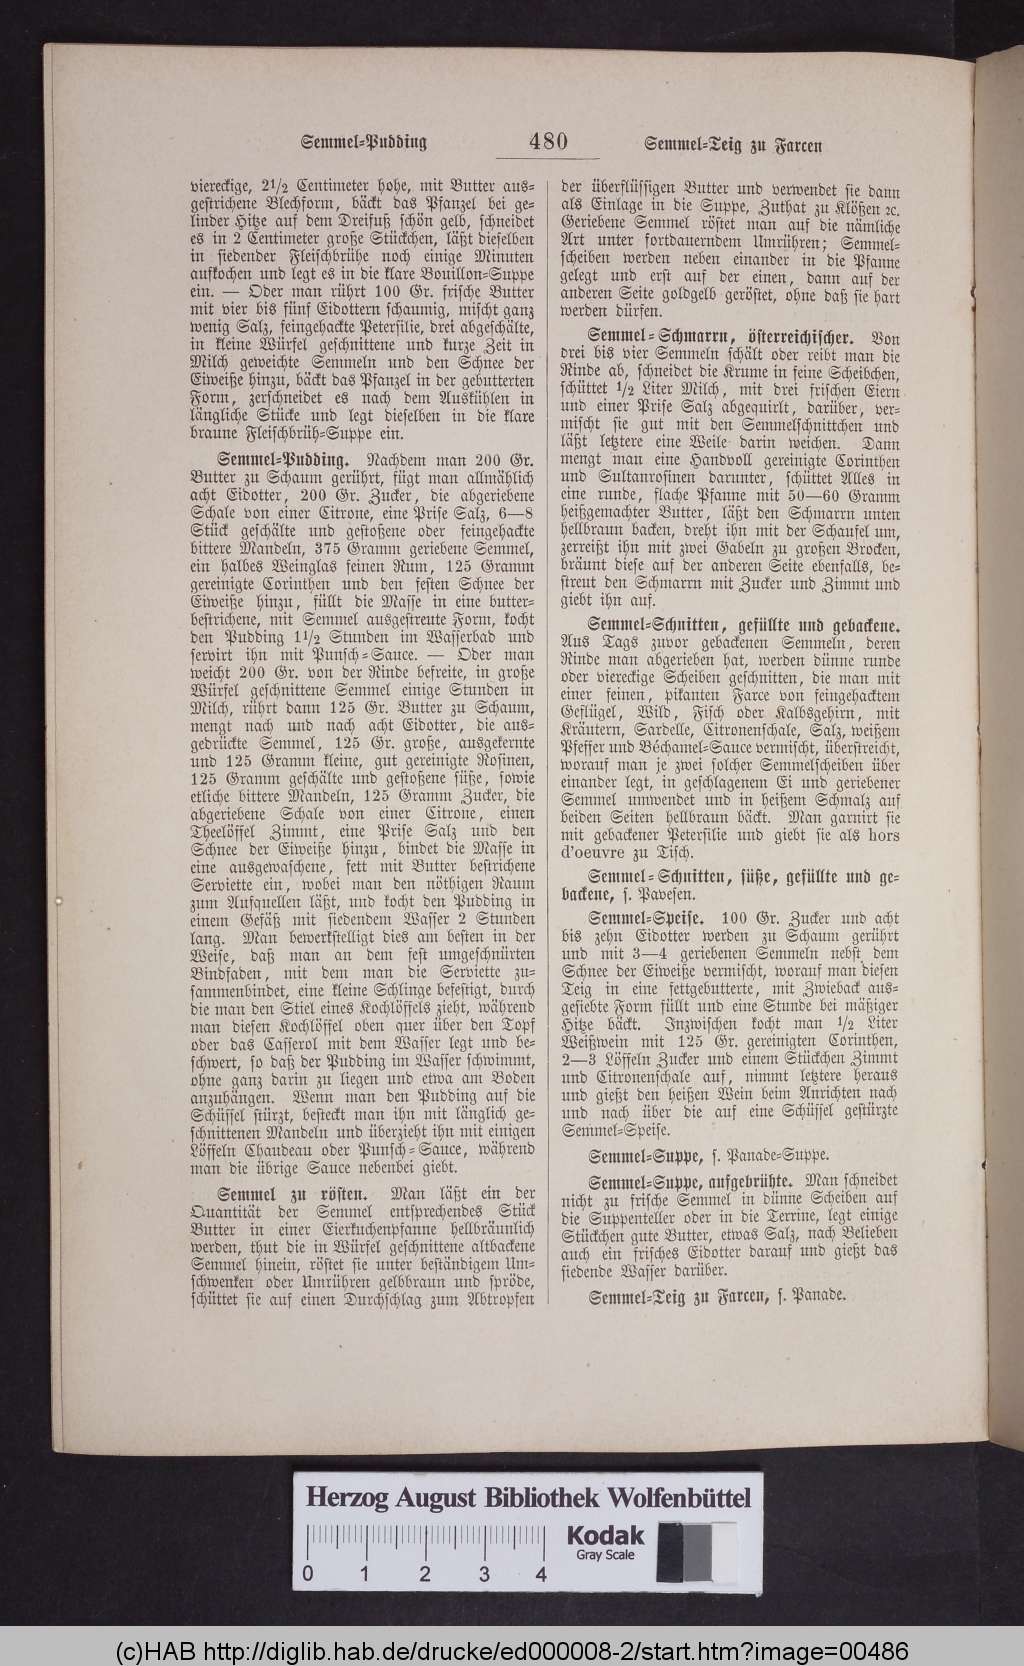 Semmel-Pudding 480 Semmel-Teig zu Farcen
viereckige, 2 1/2 Centimeter hohe, mit Butter aus-
gestrichene Blechform, bäckt das Pfanzel bei ge-
linder Hitze auf dem Dreifuß schön gelb, schneidet
es in 2 Centimeter große Stückchen, läßt dieselben
in siedender Fleischbrühe noch einige Minuten
aufkochen und legt es in die klare Bouillon-Suppe
ein. — Oder man rührt 100 Gr. frische Butter
mit vier bis fünf Eidottern schaumig, mischt ganz
wenig Salz, feingehackte Petersilie, drei abgeschälte,
in kleine Würfel geschnittene und kurze Zeit in
Milch geweichte Semmeln und den Schnee der
Eiweiße hinzu, bäckt das Pfanzel in der gebutterten
Form, zerschneidet es nach dem Auskühlen in
längliche Stücke und legt dieselben in die klare
braune Fleischbrüh-Suppe ein.
Semmel-Pudding. Nachdem man 200 Gr.
Butter zu Schaum gerührt, fügt man allmählich
acht Eidotter, 200 Gr. Zucker, die abgeriebene
Schale von einer Citrone, eine Prise Salz, 6—8
Stück geschälte und gestoßene oder feingehackte
bittere Mandeln, 375 Gramm geriebene Semmel,
ein halbes Weinglas feinen Rum, 125 Gramm
gereinigte Corinthen und den festen Schnee der
Eiweiße hinzu, füllt die Masse in eine butter-
bestrichene, mit Semmel ausgestreute Form, kocht
den Pudding 1 1/2 Stunden im Wasserbad und
servirt ihn mit Punsch-Sauce. — Oder man
weicht 200 Gr. von der Rinde befreite, in große
Würfel geschnittene Semmel einige Stunden in
Milch, rührt dann 125 Gr. Butter zu Schaum,
mengt nach und nach acht Eidotter, die aus-
gedrückte Semmel, 125 Gr. große, ausgekernte
und 125 Gramm kleine, gut gereinigte Rosinen,
125 Gramm geschälte und gestoßene süße, sowie
etliche bittere Mandeln, 125 Gramm Zucker, die
abgeriebene Schale von einer Citrone, einen
Theelöffel Zimmt, eine Prise Salz und den
Schnee der Eiweiße hinzu, bindet die Masse in
eine ausgewaschene, fett mit Butter bestrichene
Serviette ein, wobei man den nöthigen Raum
zum Aufquellen läßt, und kocht den Pudding in
einem Gefäß mit siedendem Wasser 2 Stunden
lang. Man bewerkstelligt dies am besten in der
Weise, daß man an dem fest umgeschnürten
Bindfaden, mit dem man die Serviette zu-
sammenbindet, eine kleine Schlinge befestigt, durch
die man den Stiel eines Kochlöffels zieht, während
man diesen Kochlöffel oben quer über den Topf
oder das Casserol mit dem Wasser legt und be-
schwert, so daß der Pudding im Wasser schwimmt,
ohne ganz darin zu liegen und etwa am Boden
anzuhängen. Wenn man den Pudding auf die
Schüssel stürzt, besteckt man ihn mit länglich ge-
schnittenen Mandeln und überzieht ihn mit einigen
Löffeln Chaudeau oder Punsch-Sauce, während
man die übrige Sauce nebenbei giebt.
Semmel zu rösten. Man läßt ein der
Quantität der Semmel entsprechendes Stück
Butter in einer Eierkuchenpfanne hellbräunlich
werden, thut die in Würfel geschnittene altbackene
Semmel hinein, röstet sie unter beständigem Um-
schwenken oder Umrühren gelbbraun und spröde,
schüttet sie auf einen Durchschlag zum Abtropfen
der überflüssigen Butter und verwendet sie dann
als Einlage in die Suppe, Zuthat zu Klößen ꝛc.
Geriebene Semmel röstet man auf die nämliche
Art unter fortdauerndem Umrühren; Semmel-
scheiben werden neben einander in die Pfanne
gelegt und erst auf der einen, dann auf der
anderen Seite goldgelb geröstet, ohne daß sie hart
werden dürfen.
Semmel-Schmarrn, österreichischer. Von
drei bis vier Semmeln schält oder reibt man die
Rinde ab, schneidet die Krume in feine Scheibchen,
schüttet 1/2 Liter Milch, mit drei frischen Eiern
und einer Prise Salz abgequirlt, darüber, ver-
mischt sie gut mit den Semmelschnittchen und
läßt letztere eine Weile darin weichen. Dann
mengt man eine Handvoll gereinigte Corinthen
und Sultanrosinen darunter, schüttet Alles in
eine runde, flache Pfanne mit 50—60 Gramm
heißgemachter Butter, läßt den Schmarrn unten
hellbraun backen, dreht ihn mit der Schaufel um,
zerreißt ihn mit zwei Gabeln zu großen Brocken,
bräunt diese auf der anderen Seite ebenfalls, be-
streut den Schmarrn mit Zucker und Zimmt und
giebt ihn auf.
Semmel-Schnitten, gefüllte und gebackene.
Aus Tags zuvor gebackenen Semmeln, deren
Rinde man abgerieben hat, werden dünne runde
oder viereckige Scheiben geschnitten, die man mit
einer feinen, pikanten Farce von feingehacktem
Geflügel, Wild, Fisch oder Kalbsgehirn, mit
Kräutern, Sardelle, Citronenschale, Salz, weißem
Pfeffer und Béchamel-Sauce vermischt, überstreicht,
worauf man je zwei solcher Semmelscheiben über
einander legt, in geschlagenem Ei und geriebener
Semmel umwendet und in heißem Schmalz auf
beiden Seiten hellbraun bäckt. Man garnirt sie
mit gebackener Petersilie und giebt sie als hors
d'oeuvre zu Tisch.
Semmel-Schnitten, süße, gefüllte und ge-
backene, s. Pavesen.
Semmel-Speise. 100 Gr. Zucker und acht
bis zehn Eidotter werden zu Schaum gerührt
und mit 3—4 geriebenen Semmeln nebst dem
Schnee der Eiweiße vermischt, worauf man diesen
Teig in eine fettgebutterte, mit Zwieback aus-
gesiebte Form füllt und eine Stunde bei mäßiger
Hitze bäckt. Inzwischen kocht man 1/2 Liter
Weißwein mit 125 Gr. gereinigten Corinthen,
2—3 Löffeln Zucker und einem Stückchen Zimmt
und Citronenschale auf, nimmt letztere heraus
und gießt den heißen Wein beim Anrichten nach
und nach über die auf eine Schüssel gestürzte
Semmel-Speise.
Semmel-Suppe, s. Panade-Suppe.
Semmel-Suppe, aufgebrühte. Man schneidet
nicht zu frische Semmel in dünne Scheiben auf
die Suppenteller oder in die Terrine, legt einige
Stückchen gute Butter, etwas Salz, nach Belieben
auch ein frisches Eidotter darauf und gießt das
siedende Wasser darüber.
Semmel-Teig zu Farcen, s. Panade.
Herzog August Bibliothek Wolfenbüttel
0 1 2 3 4
Kodak
Gray Scale
(c)HAB http://diglib.hab.de/drucke/ed000008-2/start.htm?image=00486